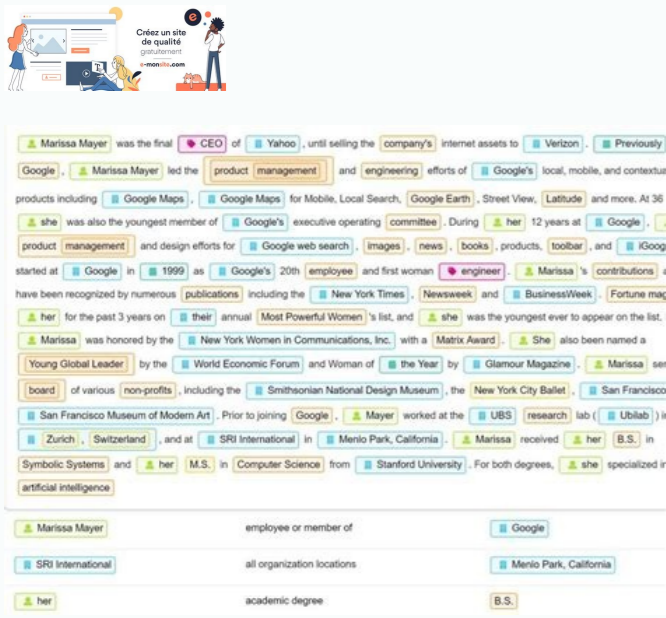 Créez un site
de qualité
gratuitement
e-monsite.com
Marissa Mayer was the final CEO of Yahoo , until selling the company's internet assets to Verizon . Previously
Google , Marissa Mayer led the product management and engineering efforts of Google's local, mobile, and contextua
products including Google Maps , Google Maps for Mobile, Local Search, Google Earth , Street View, Latitude and more. At 36
she was also the youngest member of Google's executive operating committee . During her 12 years at Google ,
product management and design efforts for Google web search , images , news , books , products, toolbar , and iGoog
started at Google in 1999 as Google's 20th employee and first woman engineer . Marissa 's contributions a
have been recognized by numerous publications including the New York Times , Newsweek and BusinessWeek . Fortune mag
her for the past 3 years on their annual Most Powerful Women 's list, and she was the youngest ever to appear on the list.
Marissa was honored by the New York Women in Communications, Inc. with a Matrix Award . She also been named a
Young Global Leader by the World Economic Forum and Woman of the Year by Glamour Magazine . Marissa ser
board of various non-profits , including the Smithsonian National Design Museum , the New York City Ballet , San Francisco
San Francisco Museum of Modern Art . Prior to joining Google , Mayer worked at the UBS research lab ( Ubilab ) in
Zurich , Switzerland , and at SRI International in Menlo Park, California . Marissa received her B.S. in
Symbolic Systems and her M.S. in Computer Science from Stanford University . For both degrees, she specialized in
artificial intelligence
Marissa Mayer employee or member of Google
SRI International all organization locations Menlo Park, California
her academic degree B.S.